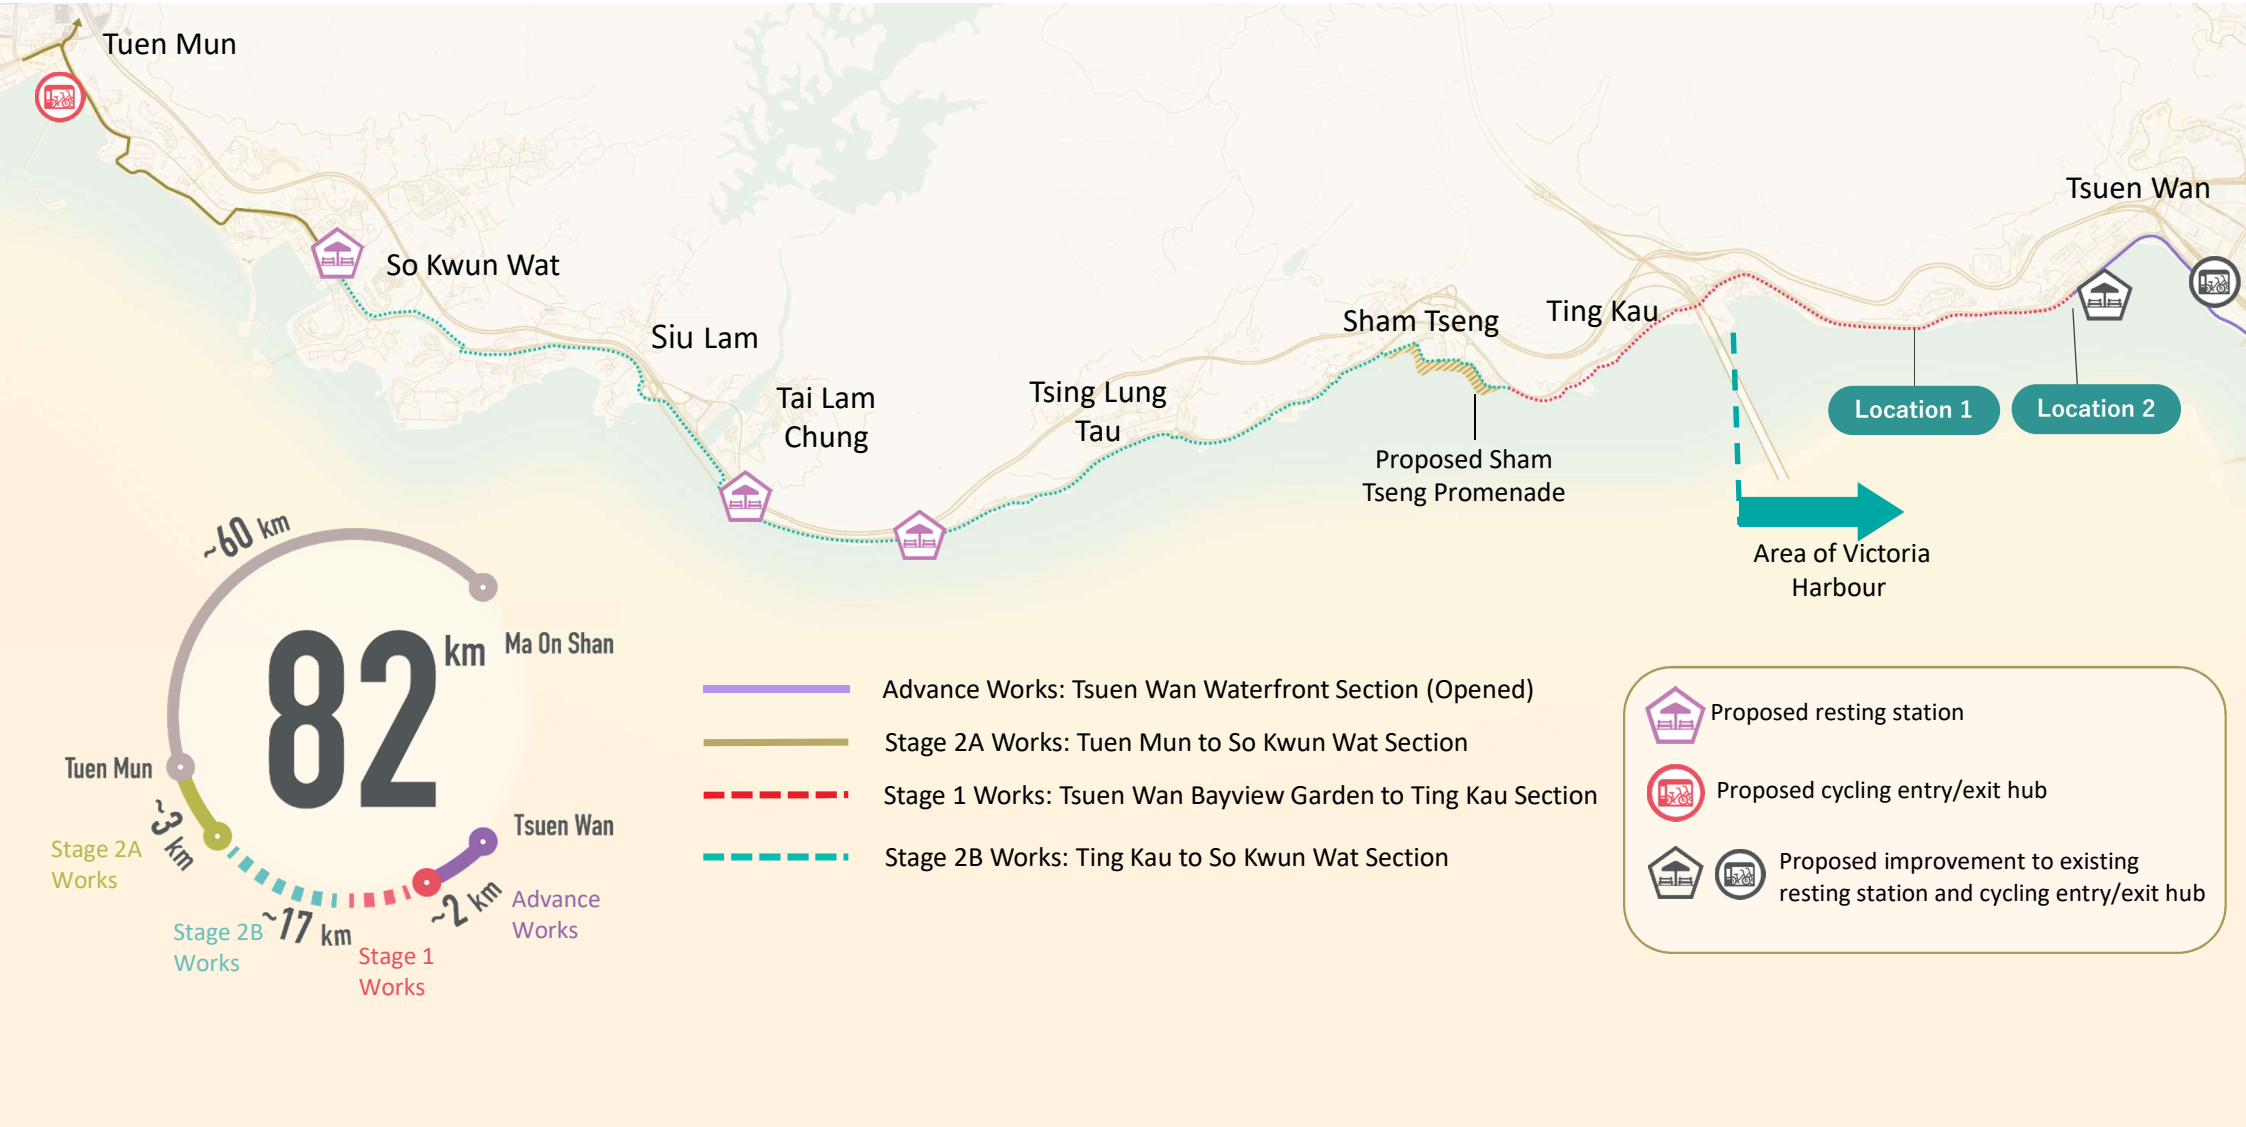 Tuen Mun
Tsuen Wan
So Kwun Wat
Siu Lam
Sham Tseng
Ting Kau
Tai Lam
Chung
Tsing Lung
Tau
Location 1
Location 2
Proposed Sham
Tseng Promenade
Area of Victoria
Harbour
~60 km
82 km
Ma On Shan
Tuen Mun
~3 km
Stage 2A
Works
Stage 2B
Works
~17 km
Stage 1
Works
~2 km
Advance
Works
Tsuen Wan
Advance Works: Tsuen Wan Waterfront Section (Opened)
Stage 2A Works: Tuen Mun to So Kwun Wat Section
Stage 1 Works: Tsuen Wan Bayview Garden to Ting Kau Section
Stage 2B Works: Ting Kau to So Kwun Wat Section
Proposed resting station
Proposed cycling entry/exit hub
Proposed improvement to existing
resting station and cycling entry/exit hub